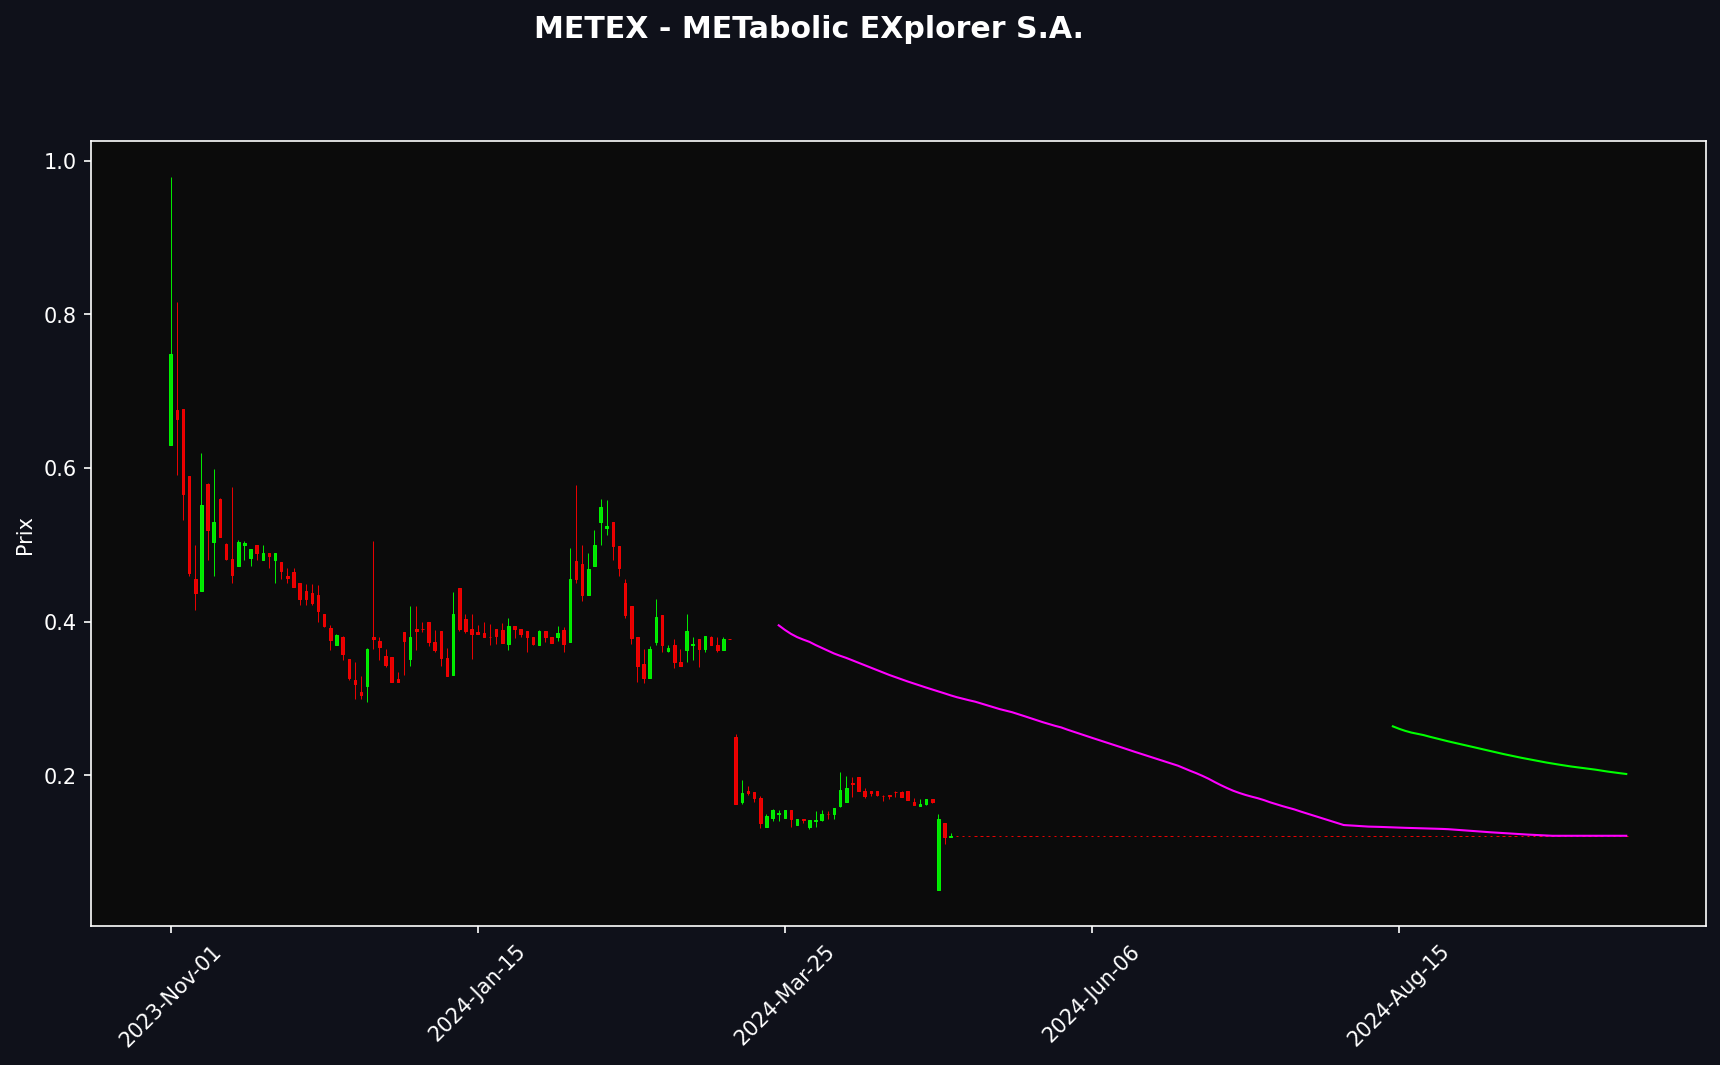 METEX - METabolic EXplorer S.A.
Prix
1.0
0.8
0.6
0.4
0.2
2023-Nov-01
2024-Jan-15
2024-Mar-25
2024-Jun-06
2024-Aug-15